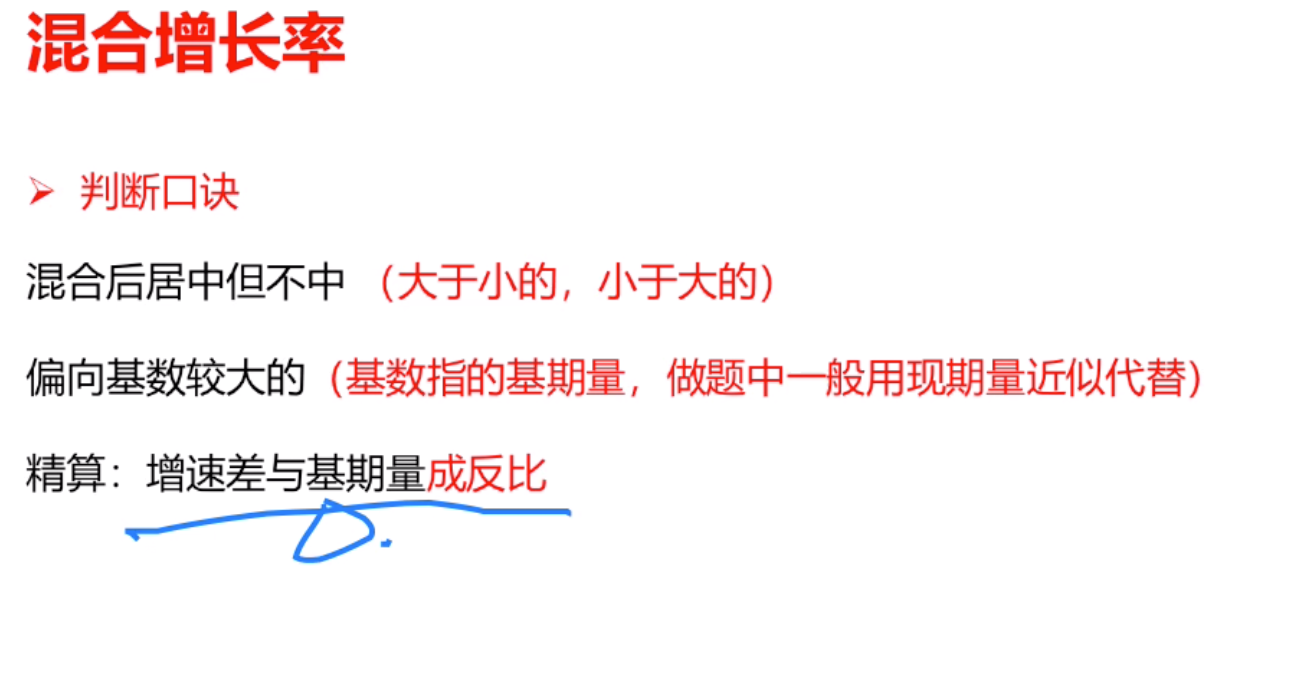 混合增长率
➢ 判断口诀
混合后居中但不中 （大于小的，小于大的）
偏向基数较大的（基数指的基期量，做题中一般用现期量近似代替）
精算：增速差与基期量成反比